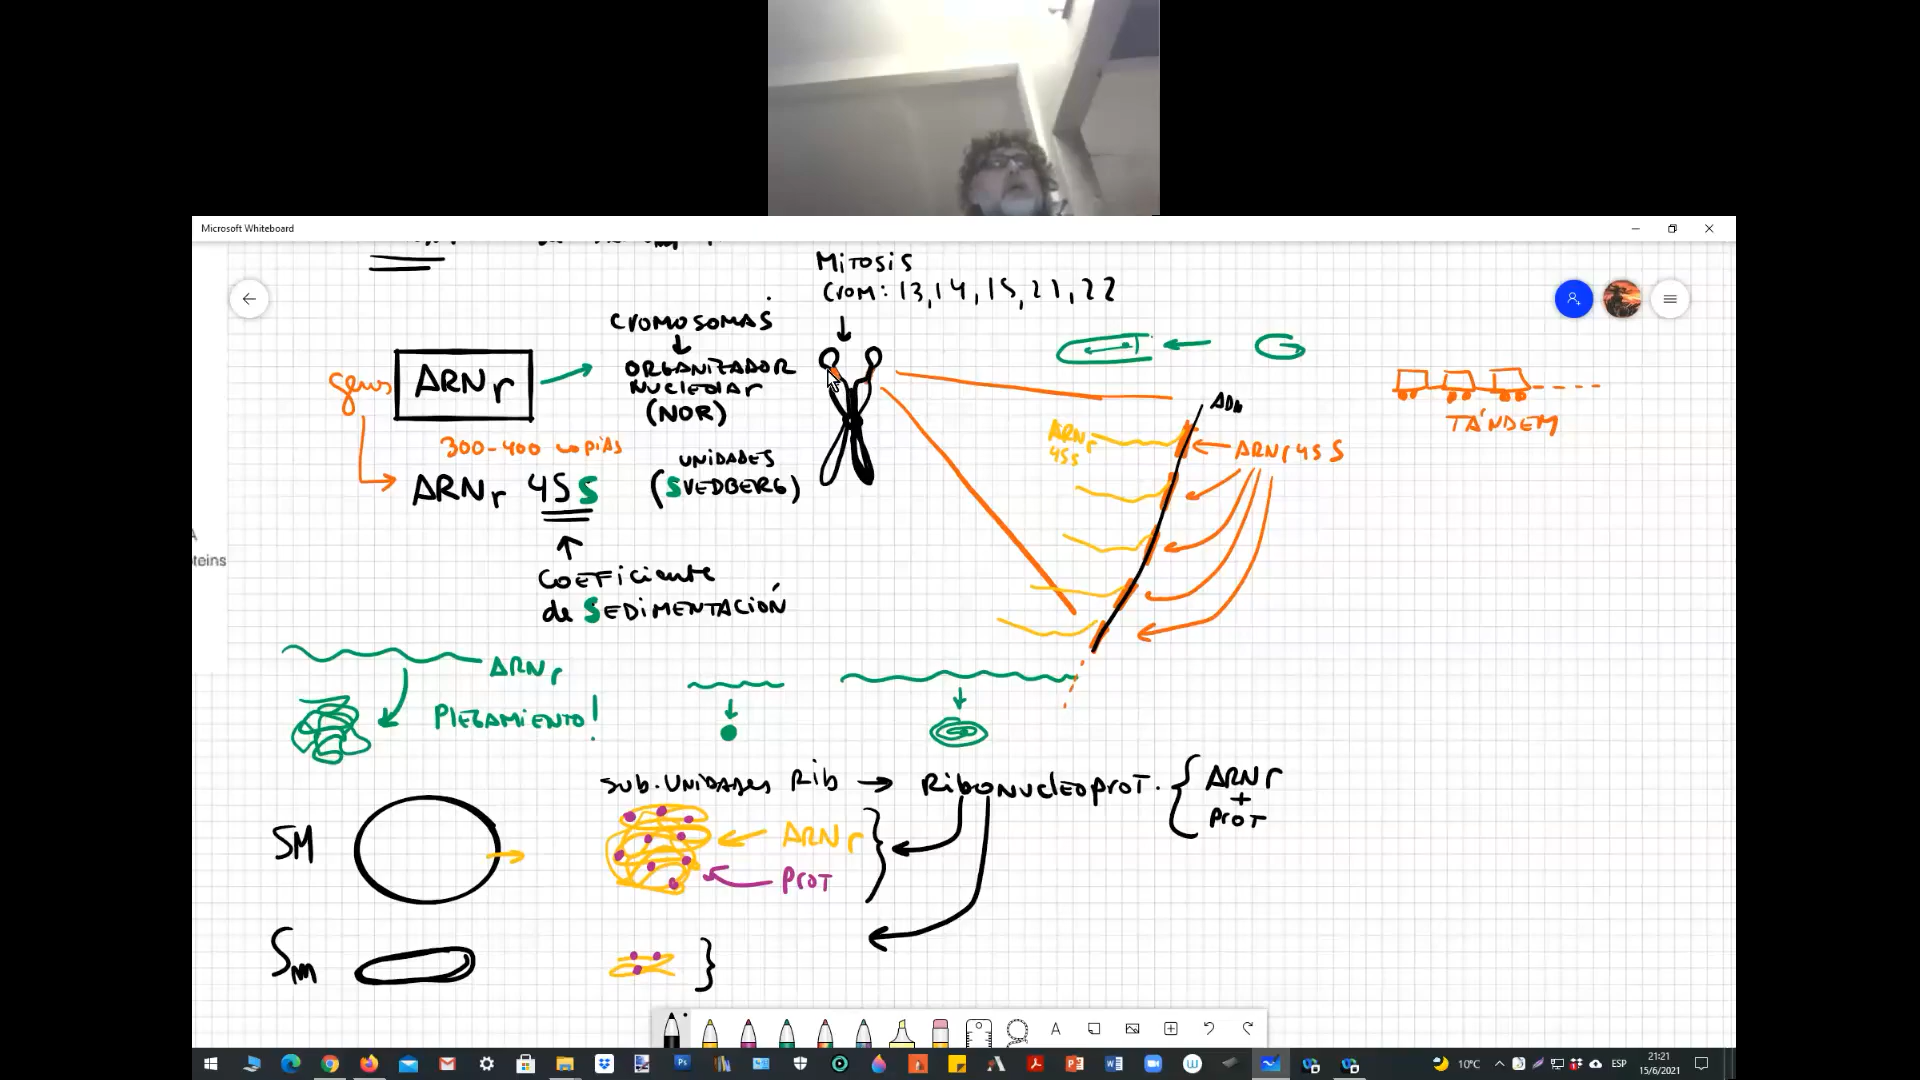 Microsoft Whiteboard
MiTOSiS
CROM: 13, 14, 15, 21, 22
CROMOSOMAS
ORGANIZADOR
NUCLEOLAR
(NOR)
genes
ARNr
300-400 copias
ARNr 45S
UNIDADES
(SVEDBERG)
COEFiciente
de SEDIMENTACIÓN
ADN
ARNr
45S
ARNr 45S
TÁNDEM
teins
ARNr
PLEGAMIENTO!
SUB.UNIDADES Rib → RiboNucleoproT.
ARNr
+
PROT
SM
ARNr
PROT
Sm
10°C
ESP
21:21
15/6/2021